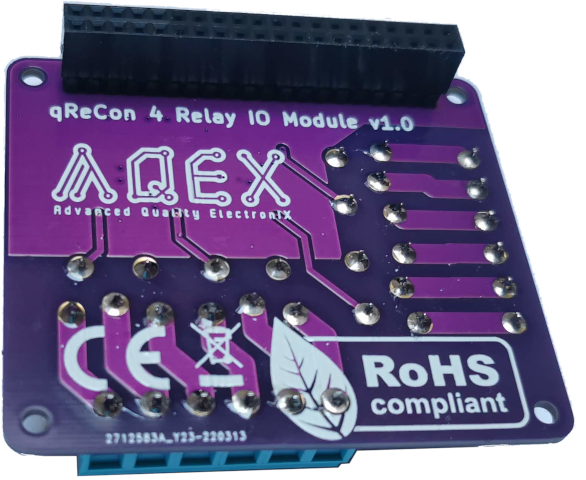 qReCon 4 Relay IO Module v1.0
AQEX
Advanced Quality ElectroniX
CE
RoHS
compliant
2712583A_Y23-220313